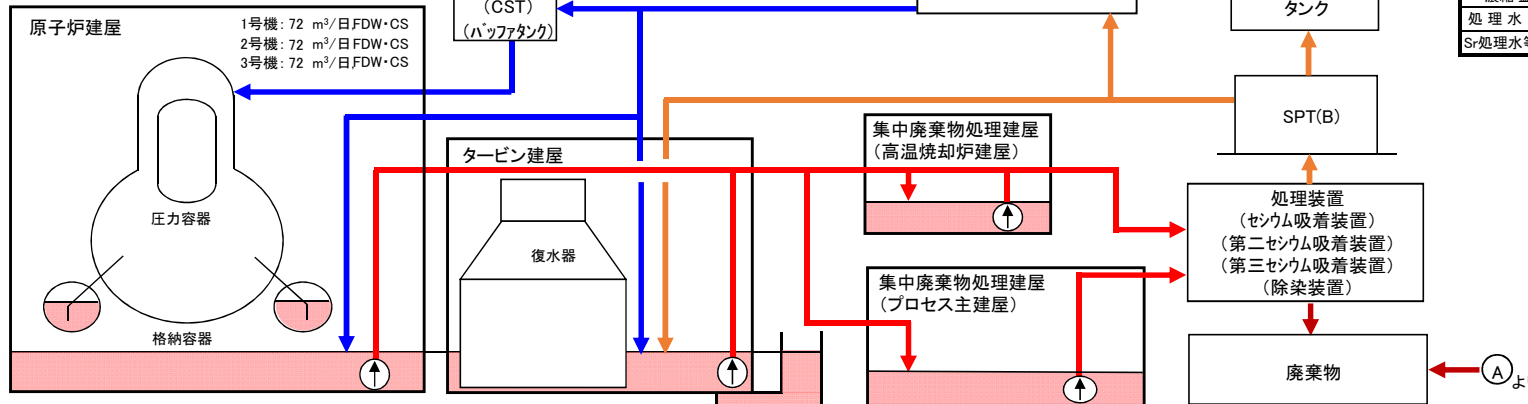 原子炉建屋
1号機: 72 m³/日,FDW・CS
2号機: 72 m³/日FDW・CS
3号機: 72 m³/日,FDW・CS
(CST)
(バッファタンク)
タンク
処 理 水
Sr処理水等
SPT(B)
集中廃棄物処理建屋
(高温焼却炉建屋)
タービン建屋
圧力容器
復水器
格納容器
処理装置
(セシウム吸着装置)
(第二セシウム吸着装置)
(第三セシウム吸着装置)
(除染装置)
集中廃棄物処理建屋
(プロセス主建屋)
廃棄物
A
よ